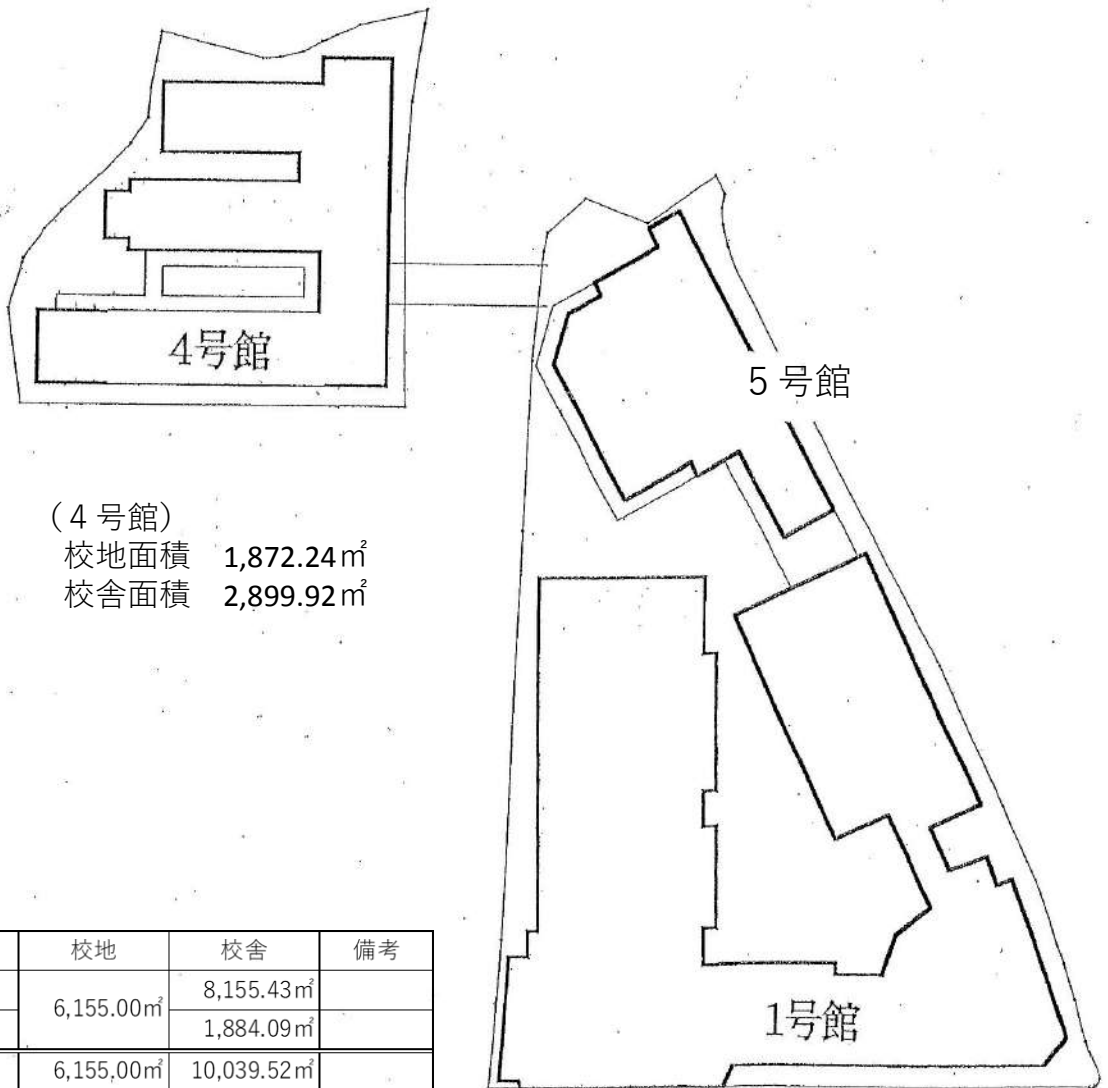 4号館
5号館
(4号館)
校地面積 1,872.24㎡
校舎面積 2,899.92㎡
校地 校舎 備考
6,155.00㎡ 8,155.43㎡
1,884.09㎡
6,155,00㎡ 10,039.52㎡
1号館